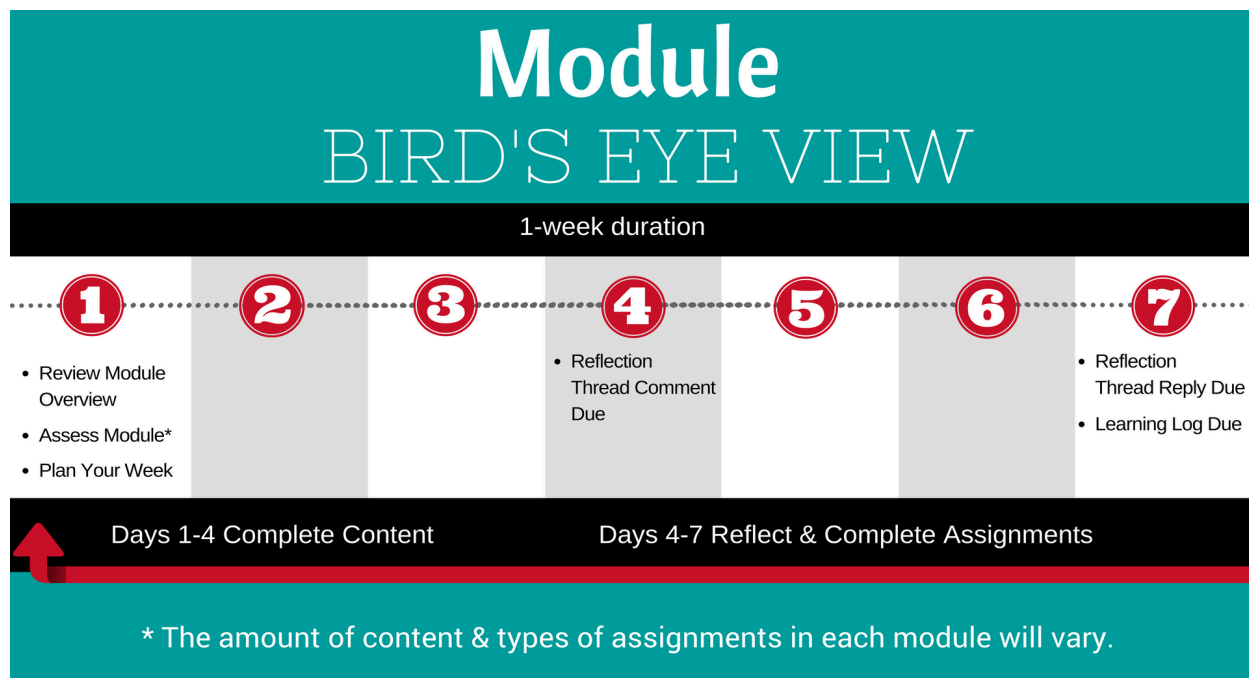 Module
BIRD'S EYE VIEW
1-week duration
1
2
3
4
5
6
7
• Review Module
Overview
• Assess Module*
• Plan Your Week
• Reflection
Thread Comment
Due
• Reflection
Thread Reply Due
• Learning Log Due
Days 1-4 Complete Content
Days 4-7 Reflect & Complete Assignments
* The amount of content & types of assignments in each module will vary.